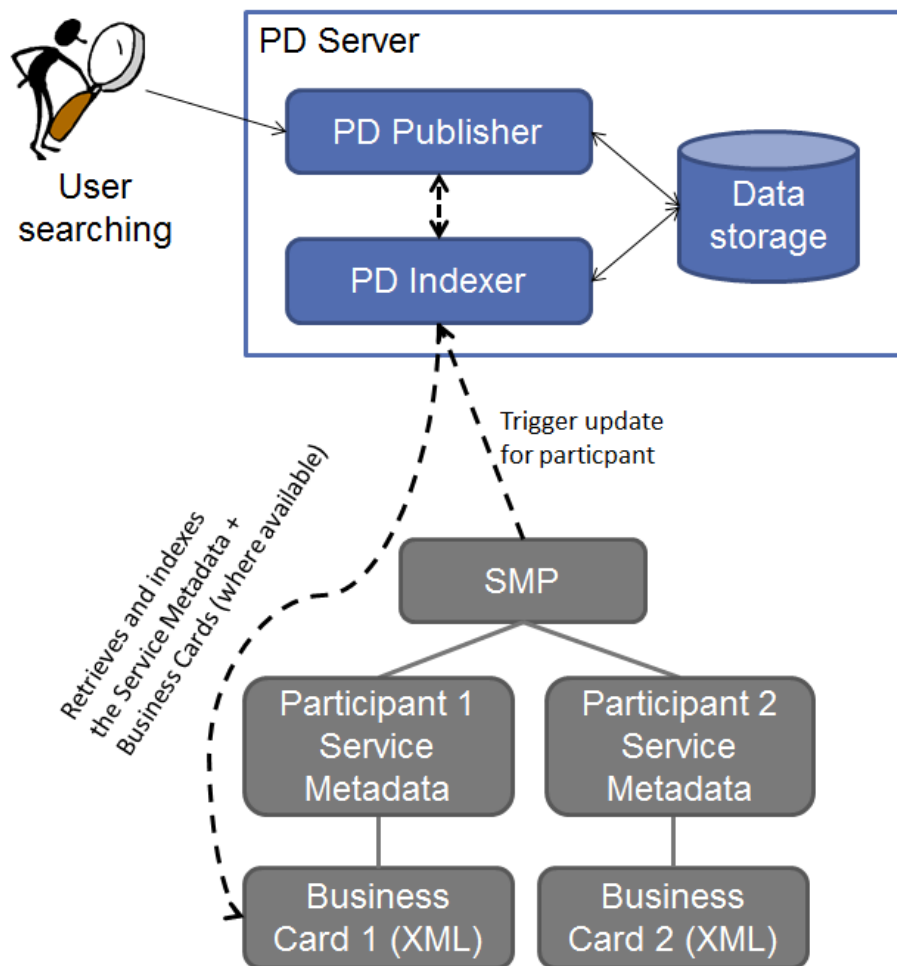 PD Server
PD Publisher
User
searching
Data
storage
PD Indexer
Trigger update
for particpant
Retrieves and indexes
the Service Metadata +
Business Cards (where available)
SMP
Participant 1
Service
Metadata
Participant 2
Service
Metadata
Business
Card 1 (XML)
Business
Card 2 (XML)